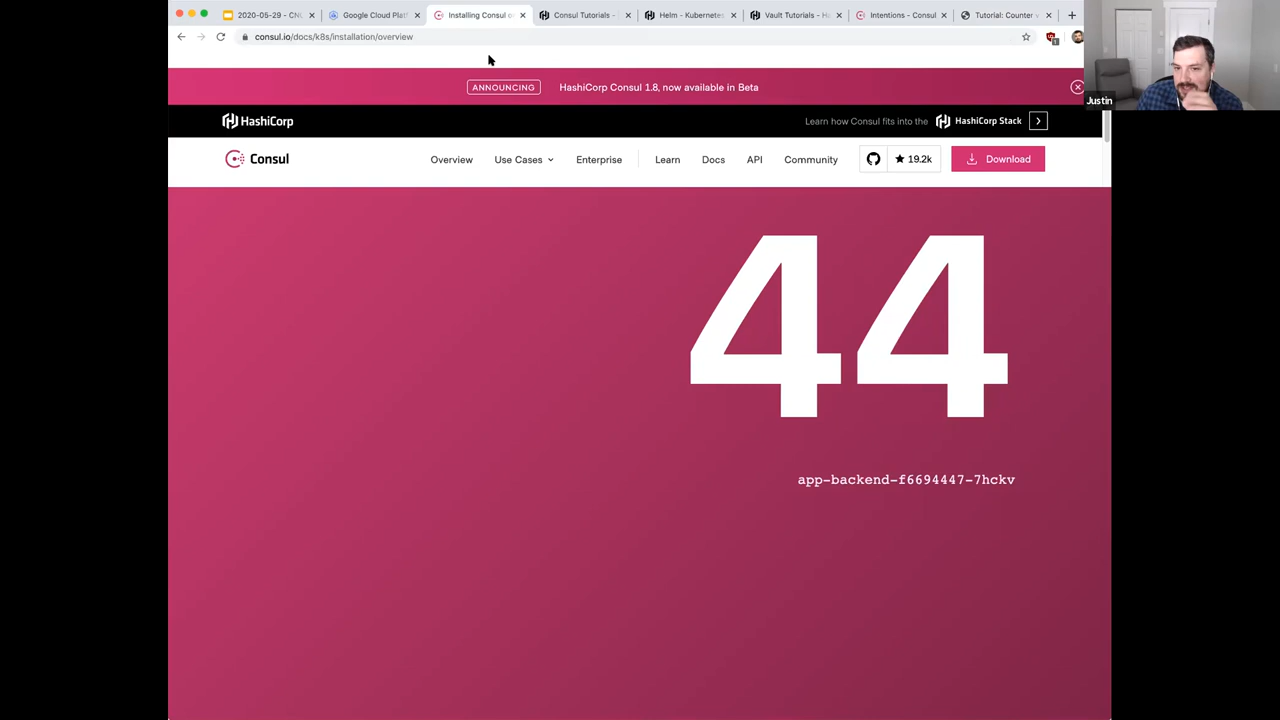 2020-05-29 - CNC
Google Cloud Platf
Installing Consul o
Consul Tutorials -
Helm - Kubernetes
Vault Tutorials - Ha
Intentions - Consul
Tutorial: Counter v
consul.io/docs/k8s/installation/overview
1
Justin
ANNOUNCING HashiCorp Consul 1.8, now available in Beta
HashiCorp
Learn how Consul fits into the HashiCorp Stack
Consul
Overview Use Cases Enterprise Learn Docs API Community 19.2k Download
44
app-backend-f6694447-7hckv